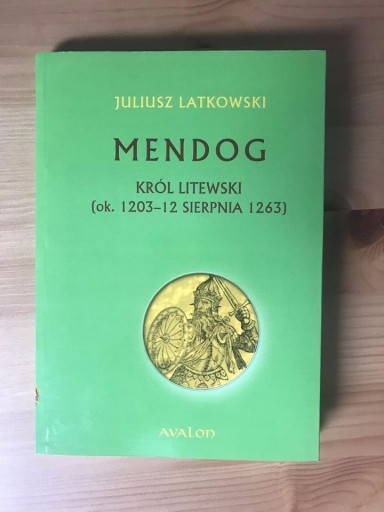 JULIUSZ LATKOWSKI
MENDOG
KRÓL LITEWSKI
(ok. 1203–12 SIERPNIA 1263)
AVALON